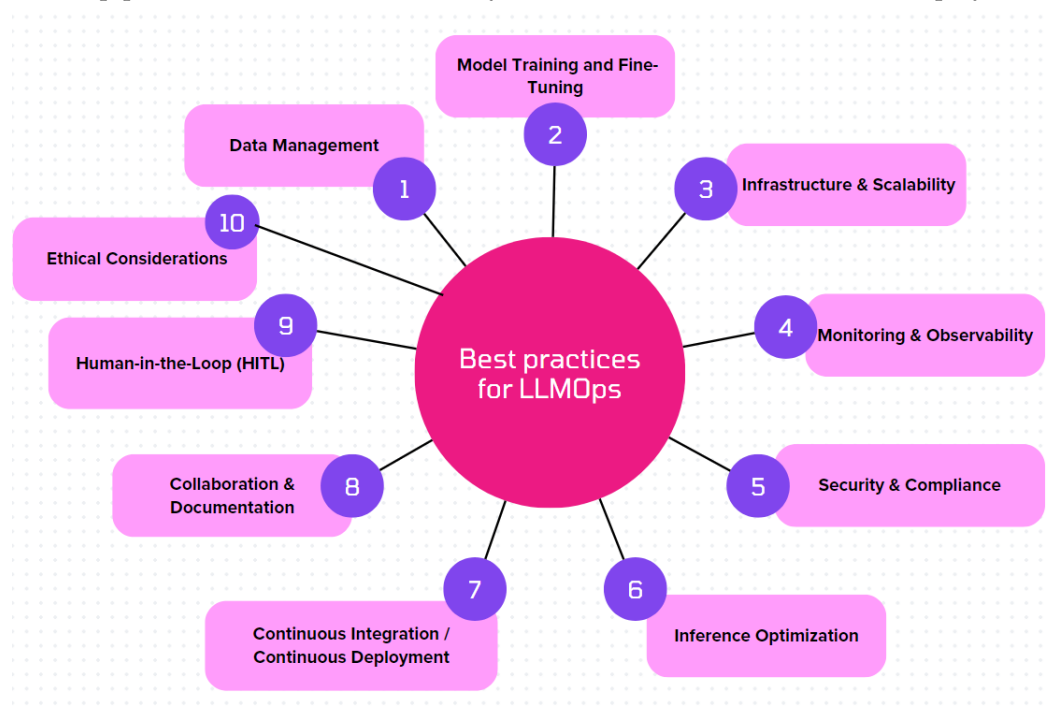 Best practices
for LLMOps
1
Data Management
2
Model Training and Fine-
Tuning
3
Infrastructure & Scalability
4
Monitoring & Observability
5
Security & Compliance
6
Inference Optimization
7
Continuous Integration /
Continuous Deployment
8
Collaboration &
Documentation
9
Human-in-the-Loop (HITL)
10
Ethical Considerations